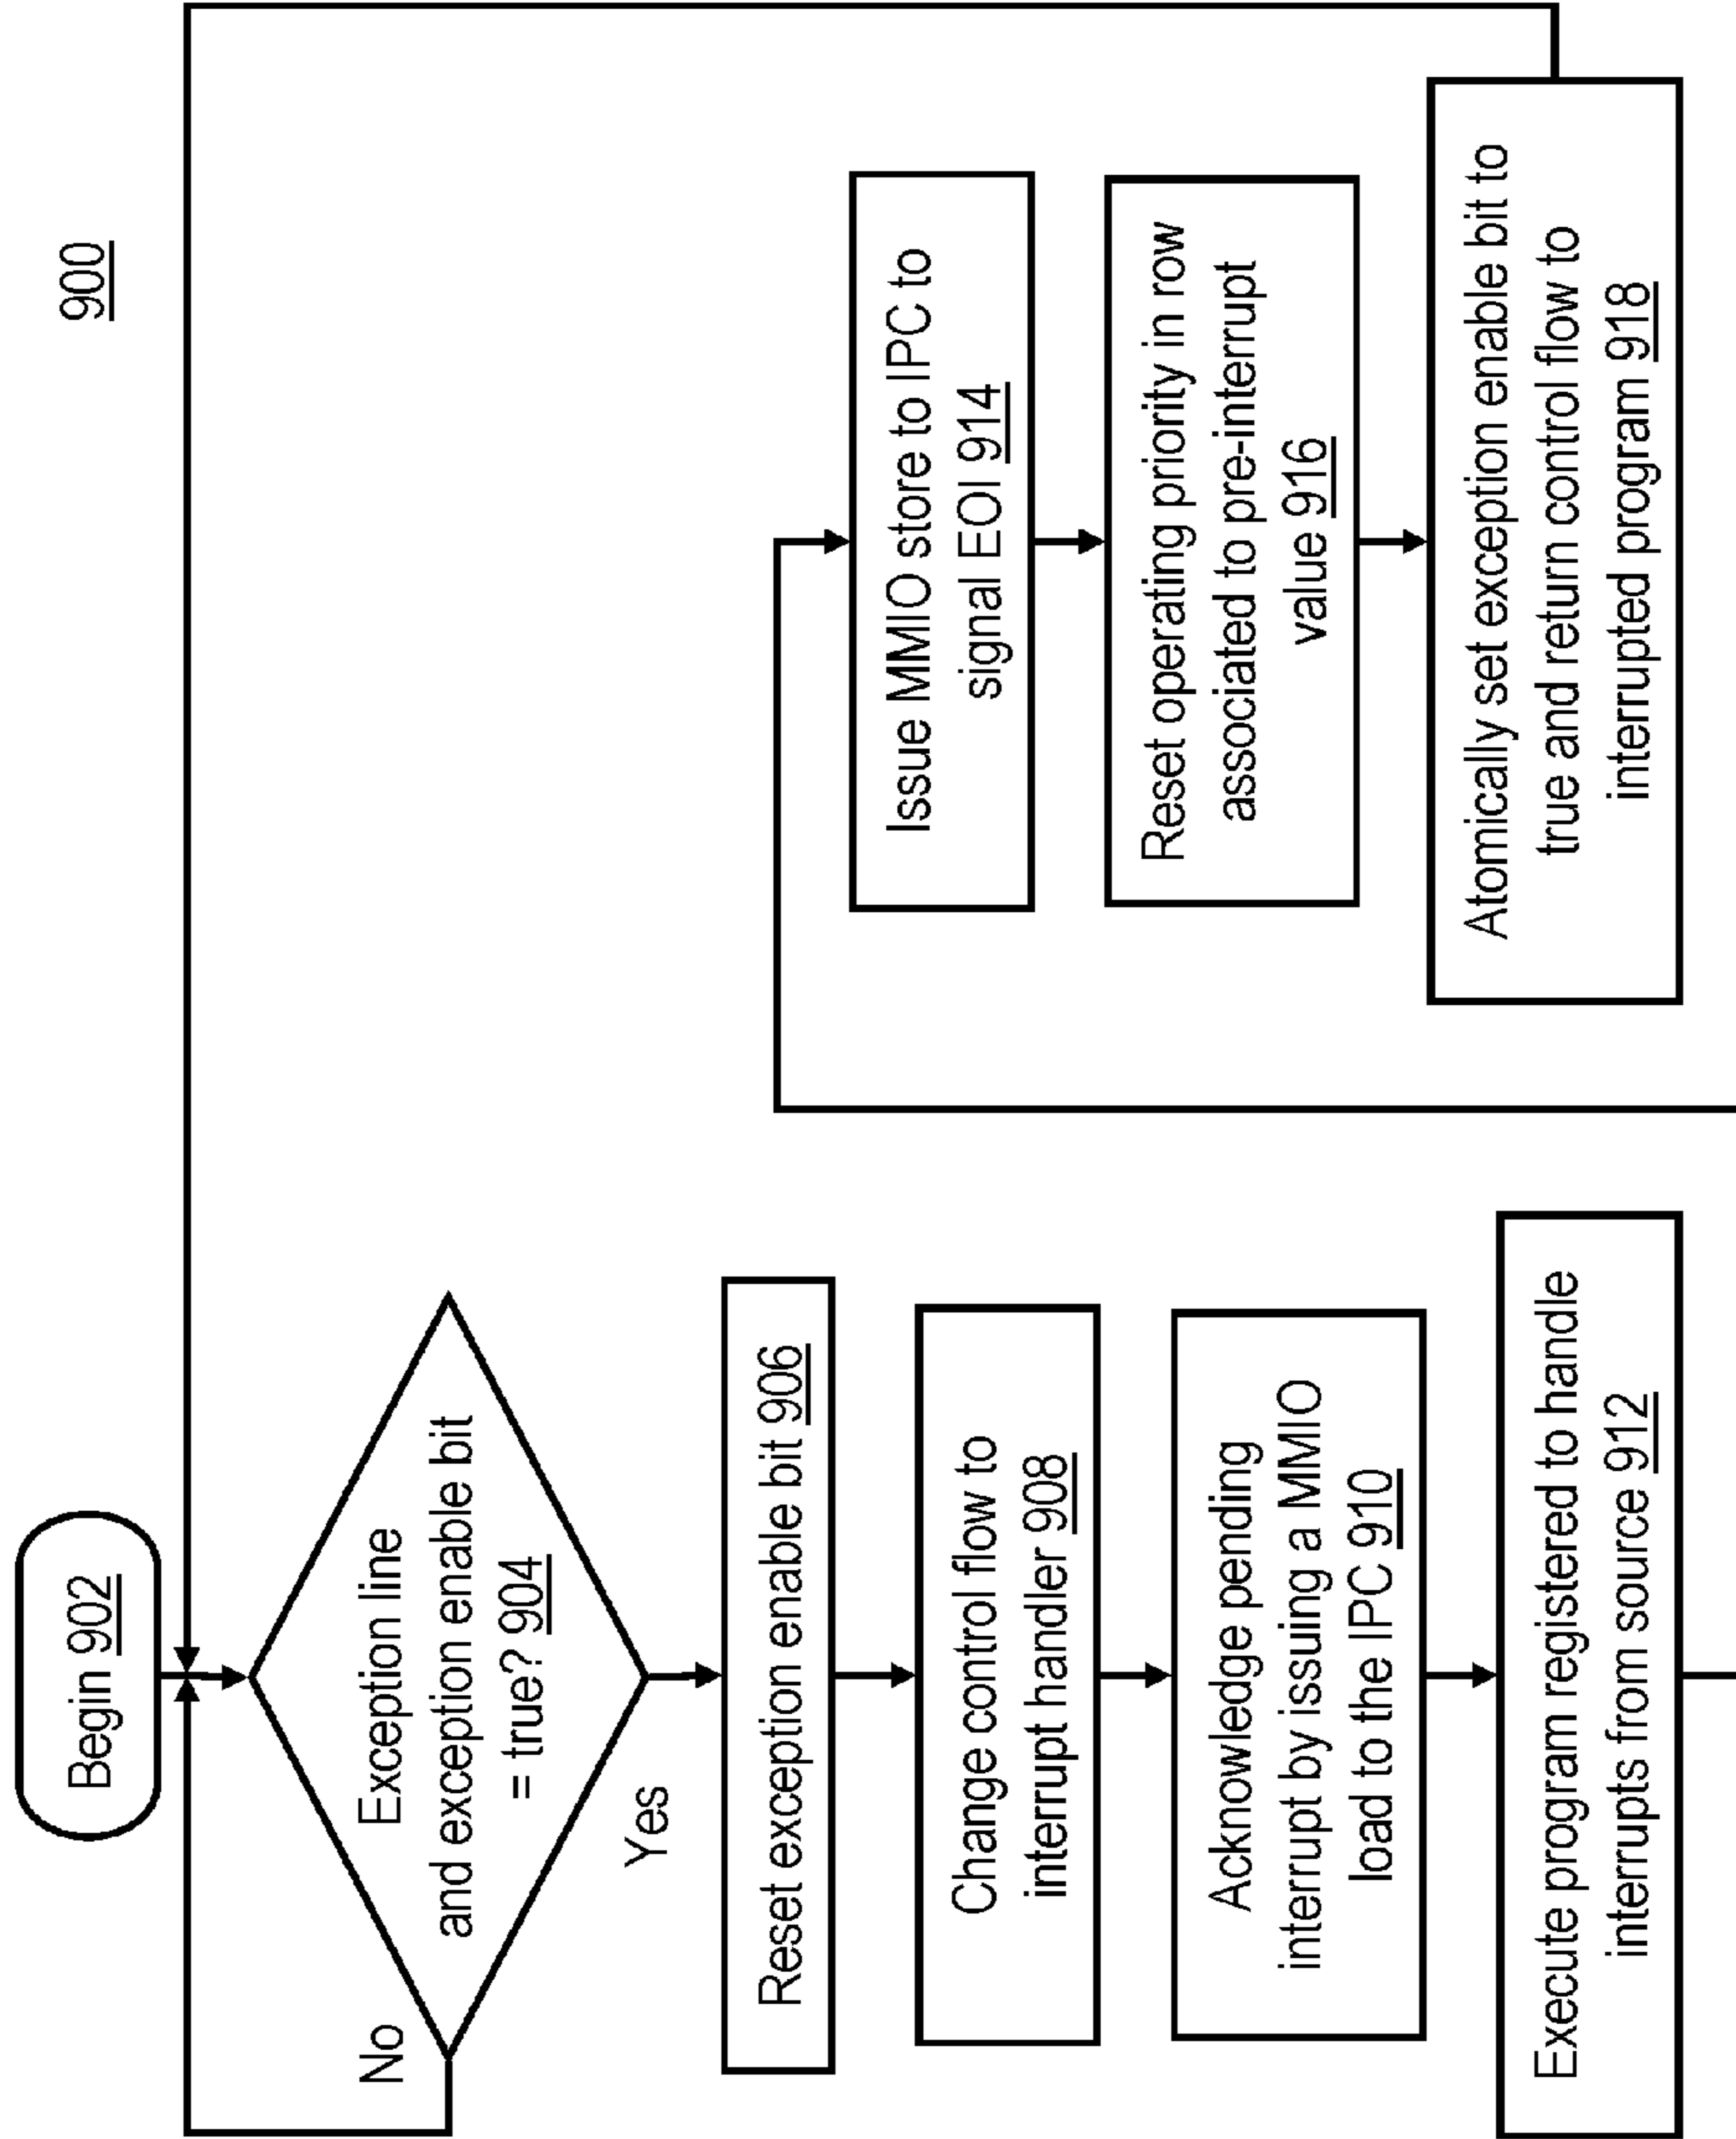 900
Begin 902
Exception line
and exception enable bit
= true? 904
No
Yes
Reset exception enable bit 906
Change control flow to
interrupt handler 908
Acknowledge pending
interrupt by issuing a MMIO
load to the IPC 910
Execute program registered to handle
interrupts from source 912
Issue MMIO store to IPC to
signal EOI 914
Reset operating priority in row
associated to pre-interrupt
value 916
Atomically set exception enable bit to
true and return control flow to
interrupted program 918